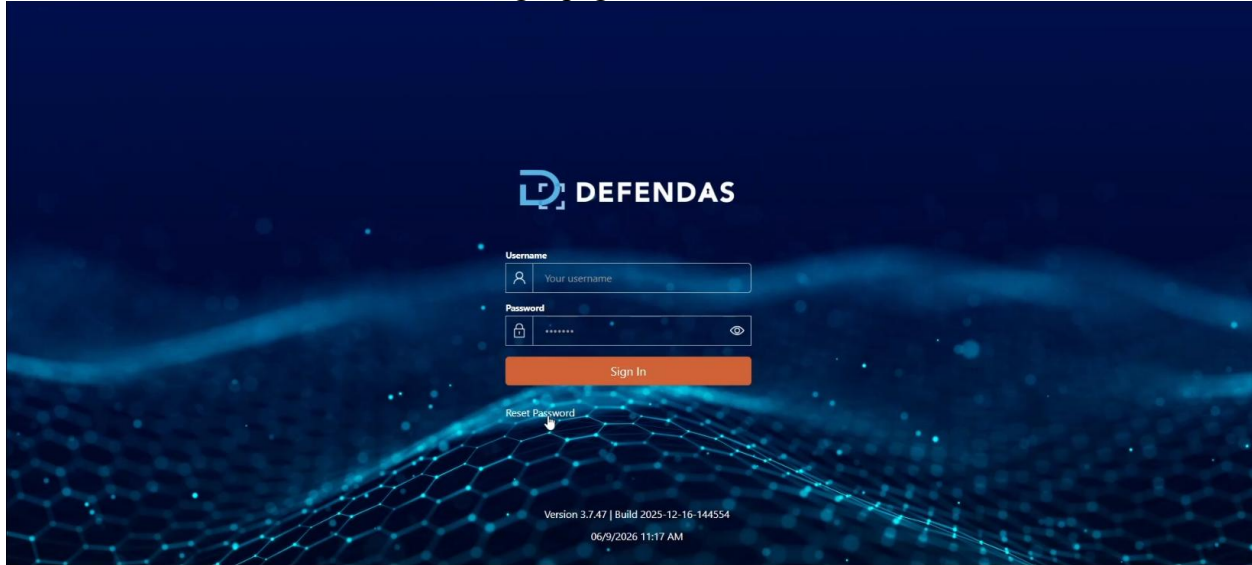 DEFENDAS
Username
Your username
Password
•••••••
Sign In
Reset Password
Version 3.7.47 | Build 2025-12-16-144554
06/9/2026 11:17 AM